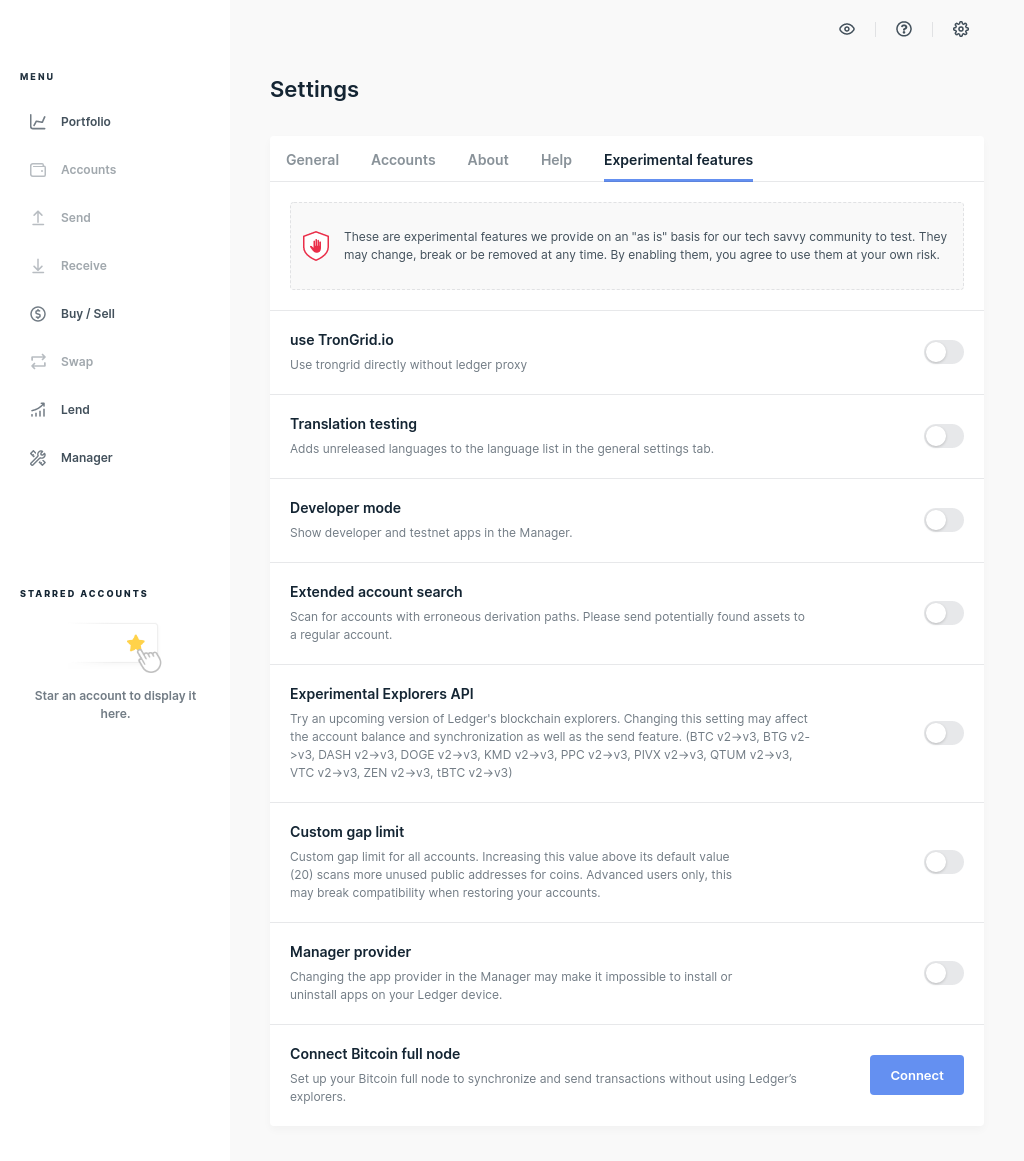 MENU
Portfolio
Accounts
Send
Receive
Buy / Sell
Swap
Lend
Manager
STARRED ACCOUNTS
Star an account to display it
here.
Settings
General
Accounts
About
Help
Experimental features
These are experimental features we provide on an "as is" basis for our tech savvy community to test. They
may change, break or be removed at any time. By enabling them, you agree to use them at your own risk.
use TronGrid.io
Use trongrid directly without ledger proxy
Translation testing
Adds unreleased languages to the language list in the general settings tab.
Developer mode
Show developer and testnet apps in the Manager.
Extended account search
Scan for accounts with erroneous derivation paths. Please send potentially found assets to
a regular account.
Experimental Explorers API
Try an upcoming version of Ledger's blockchain explorers. Changing this setting may affect
the account balance and synchronization as well as the send feature. (BTC v2->v3, BTG v2-
>v3, DASH v2->v3, DOGE v2->v3, KMD v2->v3, PPC v2->v3, PIVX v2->v3, QTUM v2->v3,
VTC v2->v3, ZEN v2->v3, tBTC v2->v3)
Custom gap limit
Custom gap limit for all accounts. Increasing this value above its default value
(20) scans more unused public addresses for coins. Advanced users only, this
may break compatibility when restoring your accounts.
Manager provider
Changing the app provider in the Manager may make it impossible to install or
uninstall apps on your Ledger device.
Connect Bitcoin full node
Set up your Bitcoin full node to synchronize and send transactions without using Ledger’s
explorers.
Connect